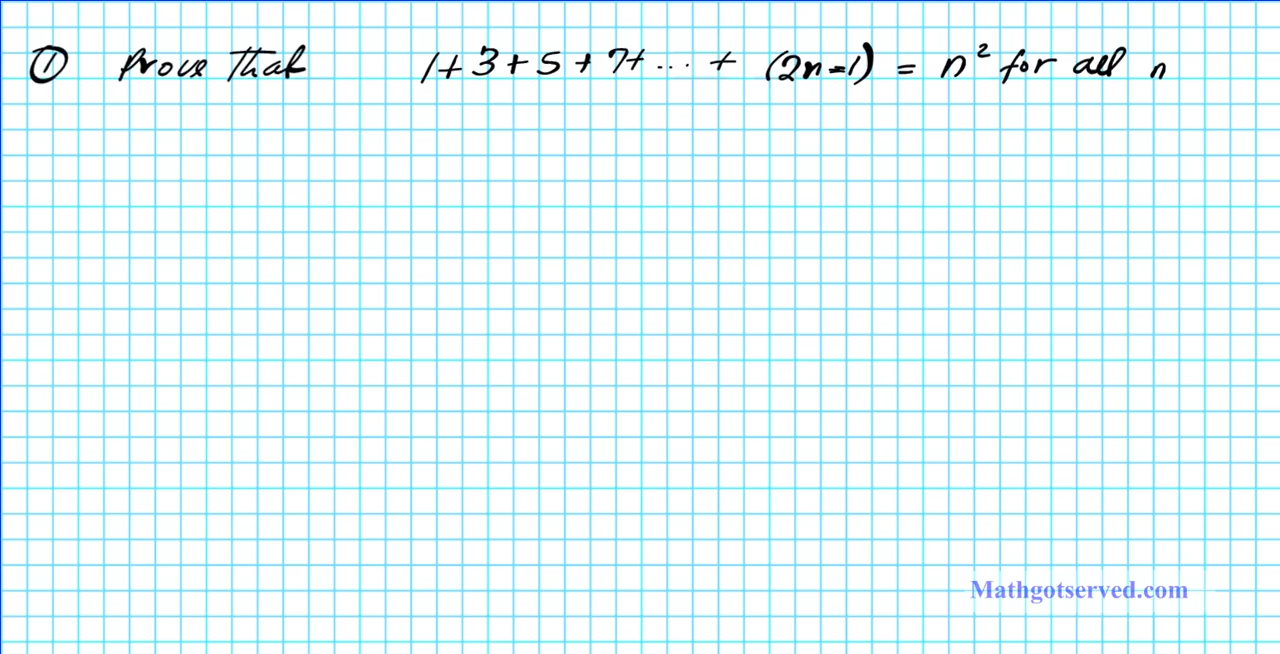 ① Prove That 1+3+5+7+...+ (2n-1) = n² for all n
Mathgotserved.com